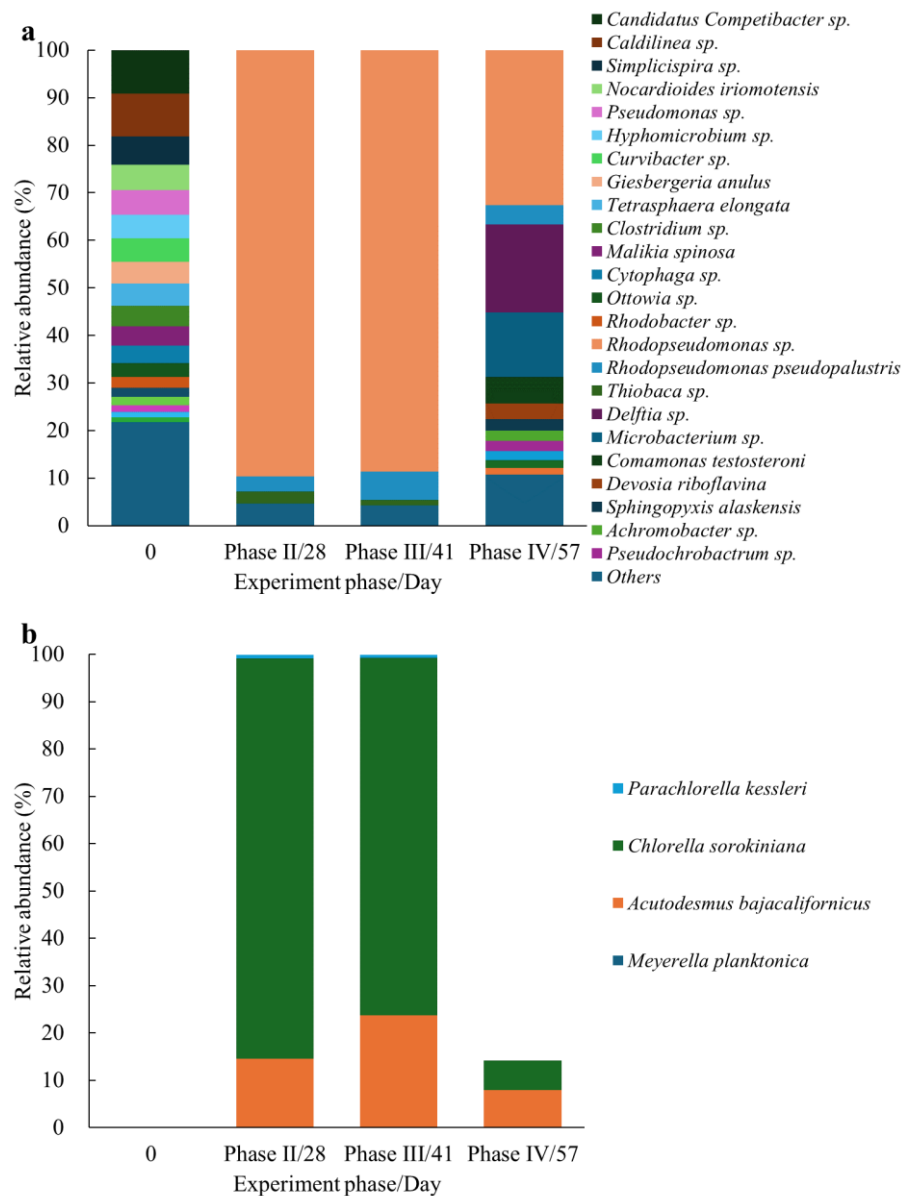 a
Relative abundance (%)
100
90
80
70
60
50
40
30
20
10
0
0
Phase II/28
Phase III/41
Phase IV/57
Experiment phase/Day
Candidatus Competibacter sp.
Caldilinea sp.
Simplicispira sp.
Nocardioides iriomotensis
Pseudomonas sp.
Hyphomicrobium sp.
Curvibacter sp.
Giesbergeria anulus
Tetrasphaera elongata
Clostridium sp.
Malikia spinosa
Cytophaga sp.
Ottowia sp.
Rhodobacter sp.
Rhodopseudomonas sp.
Rhodopseudomonas pseudopalustris
Thiobaca sp.
Delftia sp.
Microbacterium sp.
Comamonas testosteroni
Devosia riboflavina
Sphingopyxis alaskensis
Achromobacter sp.
Pseudochrobactrum sp.
Others
b
Relative abundance (%)
100
90
80
70
60
50
40
30
20
10
0
0
Phase II/28
Phase III/41
Phase IV/57
Experiment phase/Day
Parachlorella kessleri
Chlorella sorokiniana
Acutodesmus bajacalifornicus
Meyerella planktonica